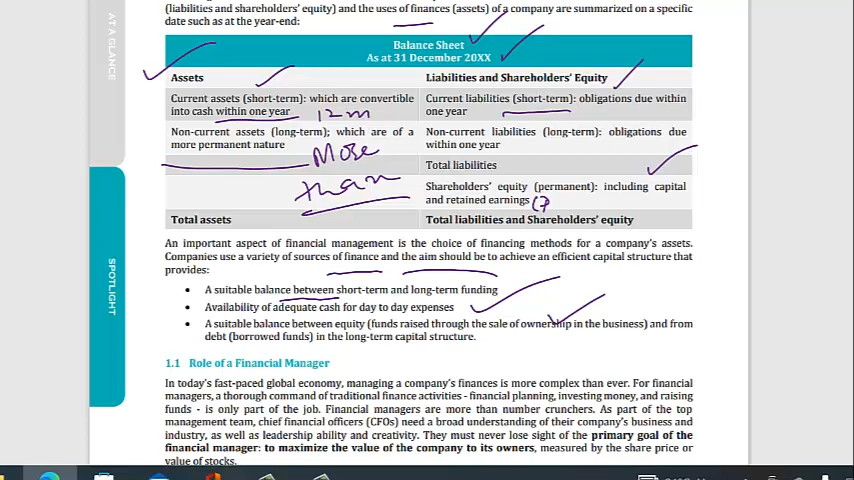 (liabilities and shareholders' equity) and the uses of finances (assets) of a company are summarized on a specific
date such as at the year-end:
Balance Sheet
As at 31 December 20XX
Assets
Liabilities and Shareholders' Equity
Current assets (short-term): which are convertible
into cash within one year
12-m
Current liabilities (short-term): obligations due within
one year
Non-current assets (long-term); which are of a
more permanent nature
More
than
Non-current liabilities (long-term): obligations due
within one year
Total liabilities
Shareholders' equity (permanent): including capital
and retained earnings
Total assets
Total liabilities and Shareholders' equity
An important aspect of financial management is the choice of financing methods for a company's assets.
Companies use a variety of sources of finance and the aim should be to achieve an efficient capital structure that
provides:
• A suitable balance between short-term and long-term funding
• Availability of adequate cash for day to day expenses
• A suitable balance between equity (funds raised through the sale of ownership in the business) and from
debt (borrowed funds) in the long-term capital structure.
1.1 Role of a Financial Manager
In today's fast-paced global economy, managing a company's finances is more complex than ever. For financial
managers, a thorough command of traditional finance activities - financial planning, investing money, and raising
funds - is only part of the job. Financial managers are more than number crunchers. As part of the top
management team, chief financial officers (CFOs) need a broad understanding of their company's business and
industry, as well as leadership ability and creativity. They must never lose sight of the primary goal of the
financial manager: to maximize the value of the company to its owners, measured by the share price or
value of stocks.
AT A GLANCE
SPOTLIGHT